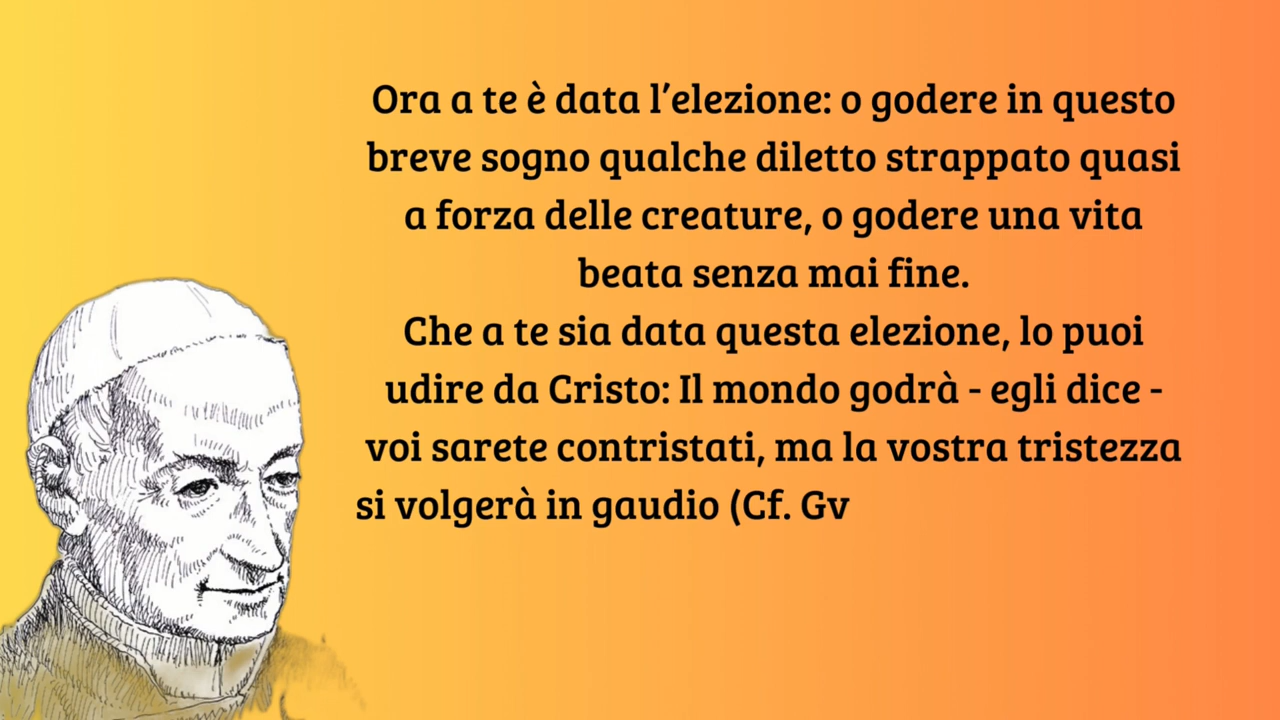 Ora a te è data l’elezione: o godere in questo
breve sogno qualche diletto strappato quasi
a forza delle creature, o godere una vita
beata senza mai fine.
Che a te sia data questa elezione, lo puoi
udire da Cristo: Il mondo godrà - egli dice -
voi sarete contristati, ma la vostra tristezza
si volgerà in gaudio (Cf. Gv